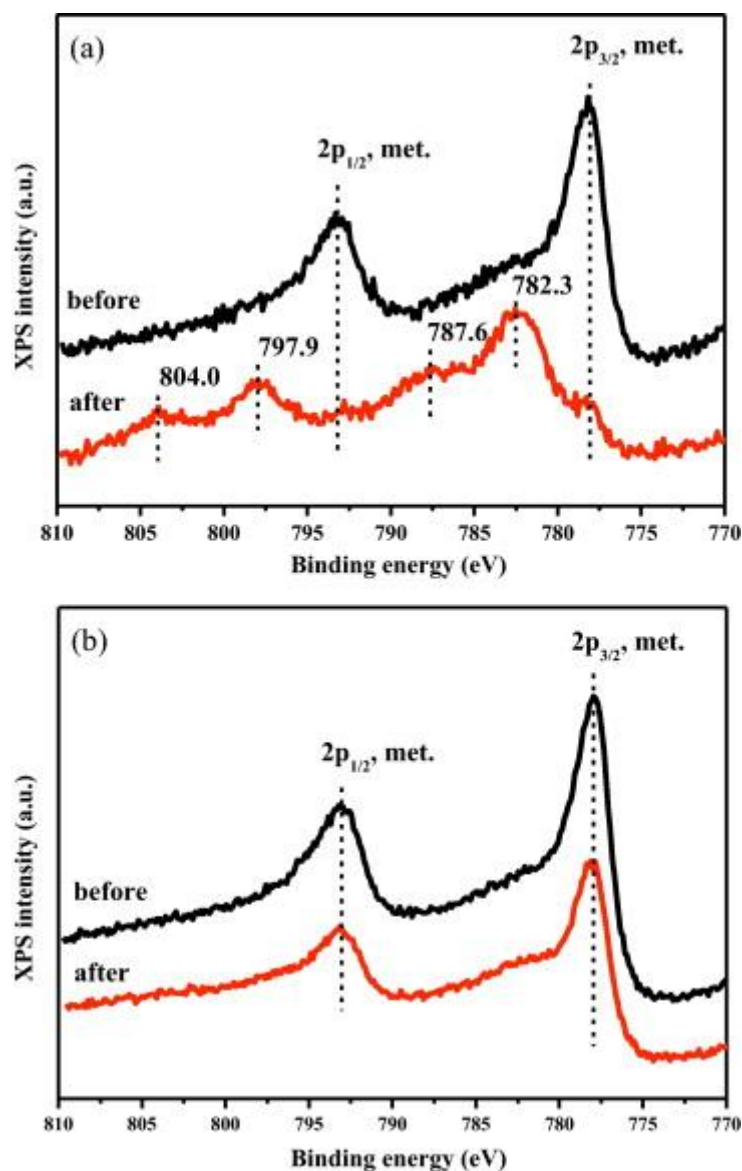 (a)
2p3/2, met.
2p1/2, met.
before
782.3
787.6
797.9
804.0
after
XPS intensity (a.u.)
810 805 800 795 790 785 780 775 770
Binding energy (eV)
(b)
2p3/2, met.
2p1/2, met.
before
after
XPS intensity (a.u.)
810 805 800 795 790 785 780 775 770
Binding energy (eV)